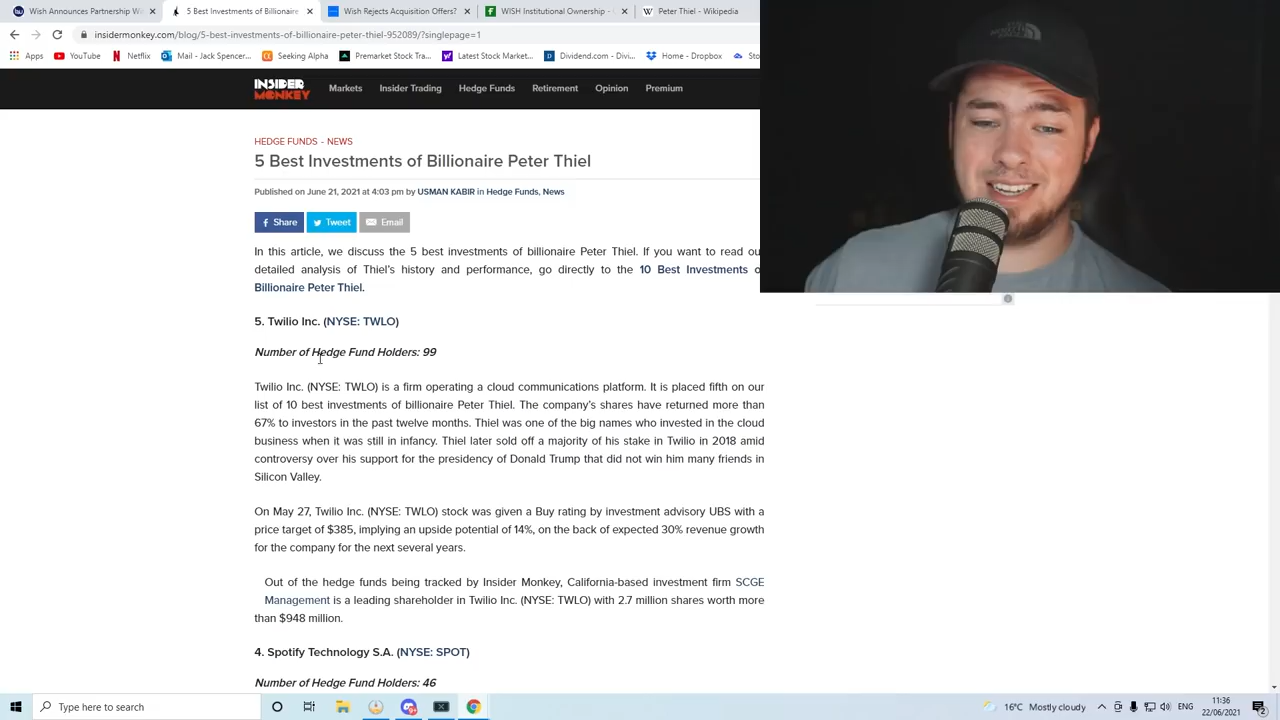 Wish Announces Partnership W
5 Best Investments of Billionaire
Wish Rejects Acquisition Offers?
WISH Institutional Ownership -
Peter Thiel - Wikipedia
insidermonkey.com/blog/5-best-investments-of-billionaire-peter-thiel-952089/?singlepage=1
Apps YouTube Netflix Mail - Jack Spencer... Seeking Alpha Premarket Stock Tra... Latest Stock Market... Dividend.com - Divi... Home - Dropbox Sto
INSIDER
MONKEY
Markets Insider Trading Hedge Funds Retirement Opinion Premium
HEDGE FUNDS - NEWS
5 Best Investments of Billionaire Peter Thiel
Published on June 21, 2021 at 4:03 pm by USMAN KABIR in Hedge Funds, News
Share Tweet Email
In this article, we discuss the 5 best investments of billionaire Peter Thiel. If you want to read ou
detailed analysis of Thiel's history and performance, go directly to the 10 Best Investments o
Billionaire Peter Thiel.
5. Twilio Inc. (NYSE: TWLO)
Number of Hedge Fund Holders: 99
Twilio Inc. (NYSE: TWLO) is a firm operating a cloud communications platform. It is placed fifth on our
list of 10 best investments of billionaire Peter Thiel. The company's shares have returned more than
67% to investors in the past twelve months. Thiel was one of the big names who invested in the cloud
business when it was still in infancy. Thiel later sold off a majority of his stake in Twilio in 2018 amid
controversy over his support for the presidency of Donald Trump that did not win him many friends in
Silicon Valley.
On May 27, Twilio Inc. (NYSE: TWLO) stock was given a Buy rating by investment advisory UBS with a
price target of $385, implying an upside potential of 14%, on the back of expected 30% revenue growth
for the company for the next several years.
Out of the hedge funds being tracked by Insider Monkey, California-based investment firm SCGE
Management is a leading shareholder in Twilio Inc. (NYSE: TWLO) with 2.7 million shares worth more
than $948 million.
4. Spotify Technology S.A. (NYSE: SPOT)
Number of Hedge Fund Holders: 46
Type here to search
16°C Mostly cloudy
11:36
22/06/2021